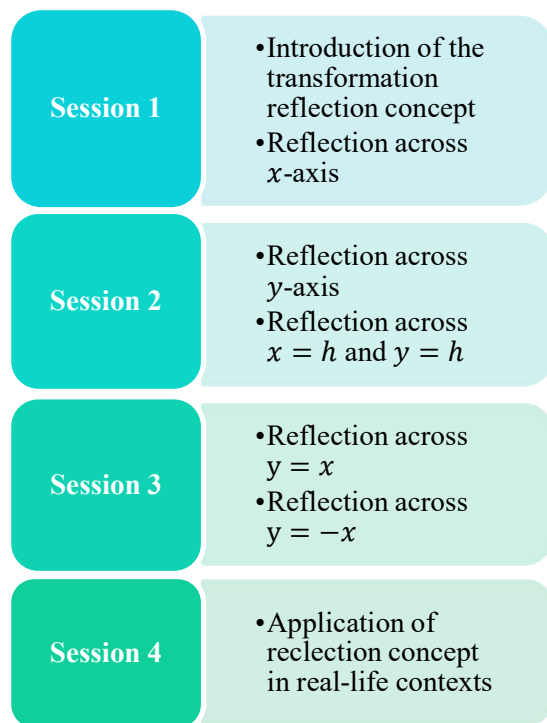 Session 1
•Introduction of the
transformation
reflection concept
•Reflection across
𝑥-axis
Session 2
•Reflection across
𝑦-axis
•Reflection across
𝑥 = ℎ and 𝑦 = ℎ
Session 3
•Reflection across
y = 𝑥
•Reflection across
y = −𝑥
Session 4
•Application of
reclection concept
in real-life contexts